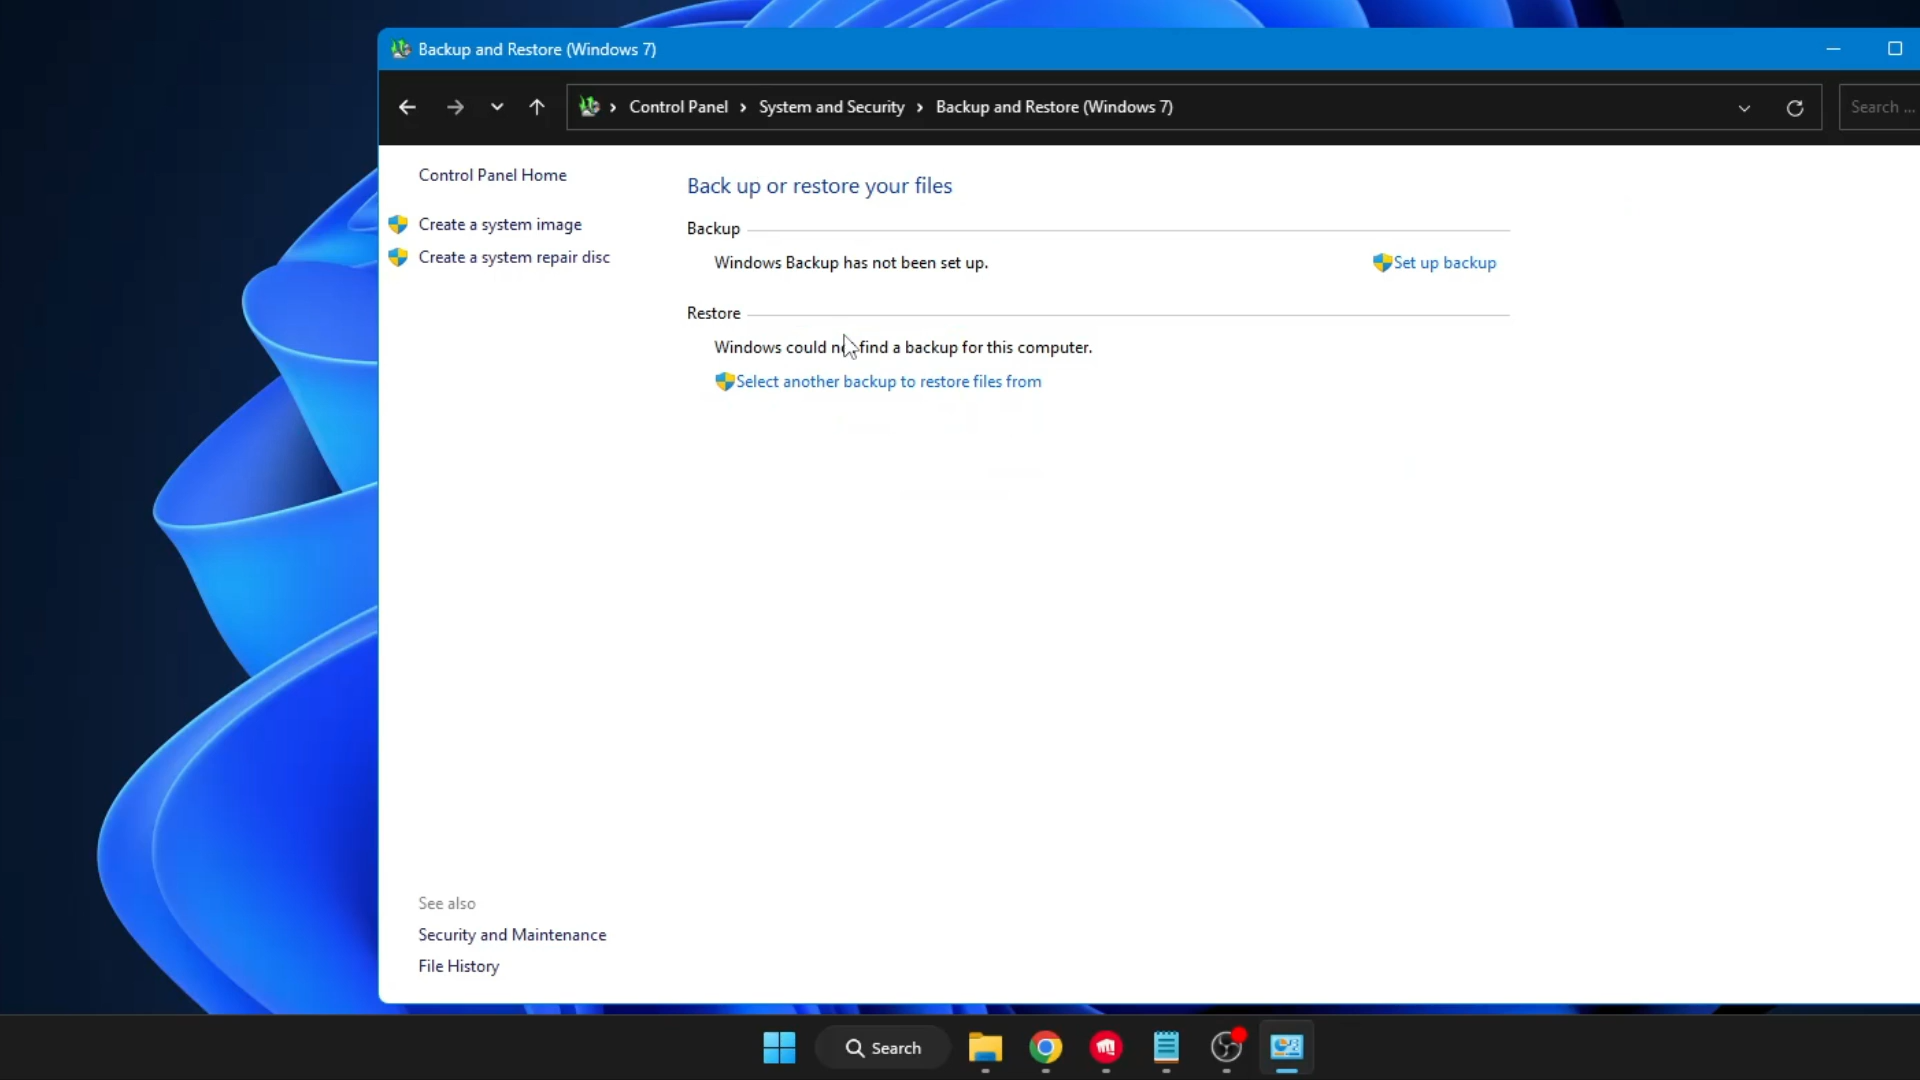 Backup and Restore (Windows 7)
Control Panel > System and Security > Backup and Restore (Windows 7)
Search ...
Control Panel Home
Create a system image
Create a system repair disc
Back up or restore your files
Backup
Windows Backup has not been set up.
Set up backup
Restore
Windows could not find a backup for this computer.
Select another backup to restore files from
See also
Security and Maintenance
File History
Search